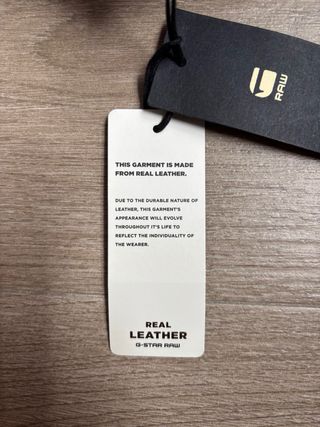 RAW
THIS GARMENT IS MADE
FROM REAL LEATHER.
DUE TO THE DURABLE NATURE OF
LEATHER, THIS GARMENT'S
APPEARANCE WILL EVOLVE
THROUGHOUT IT'S LIFE TO
REFLECT THE INDIVIDUALITY OF
THE WEARER.
REAL
LEATHER
G-STAR RAW